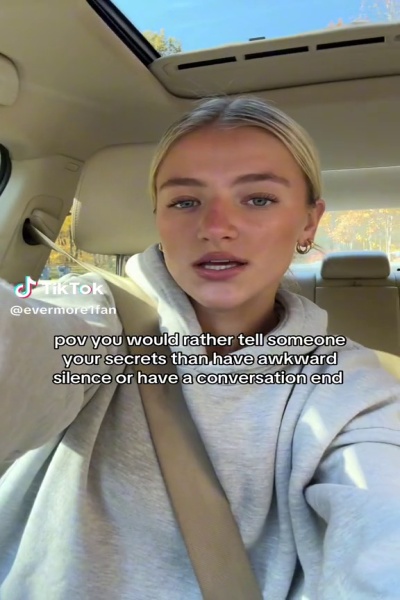 TikTok
@evermore1fan
pov you would rather tell someone
your secrets than have awkward
silence or have a conversation end